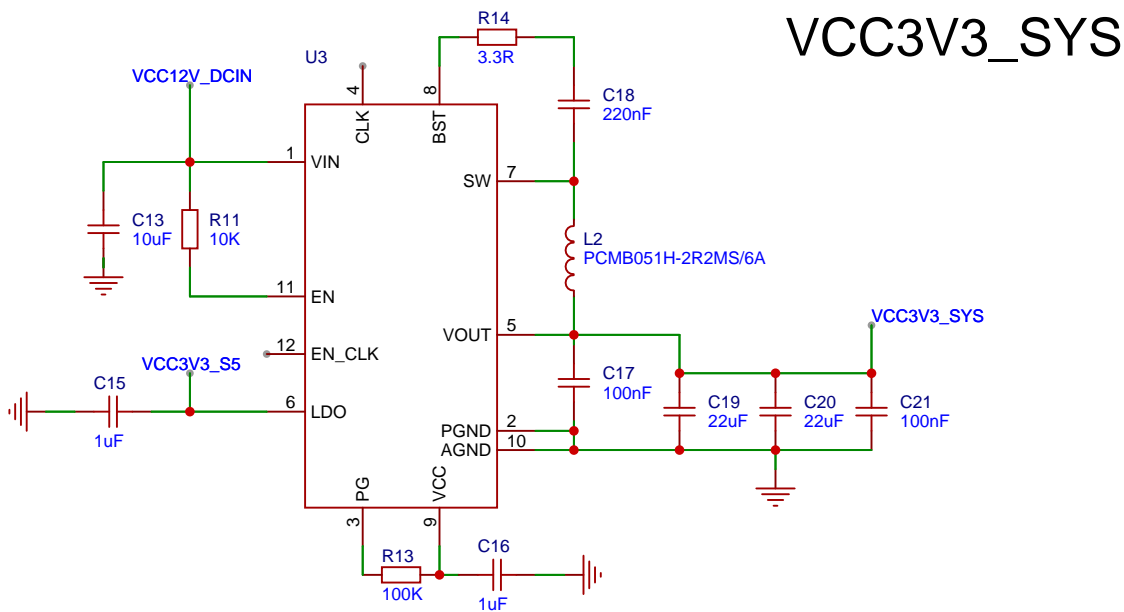 VCC3V3_SYS
R14
3.3R
U3
VCC12V_DCIN
4
CLK
8
BST
C18
220nF
1
VIN
SW
7
C13
10uF
R11
10K
L2
PCMB051H-2R2MS/6A
11
EN
VOUT
5
VCC3V3_SYS
12
EN_CLK
VCC3V3_S5
C15
1uF
6
LDO
C17
100nF
C19
22uF
C20
22uF
C21
100nF
PGND
2
AGND
10
PG
3
VCC
9
R13
100K
C16
1uF